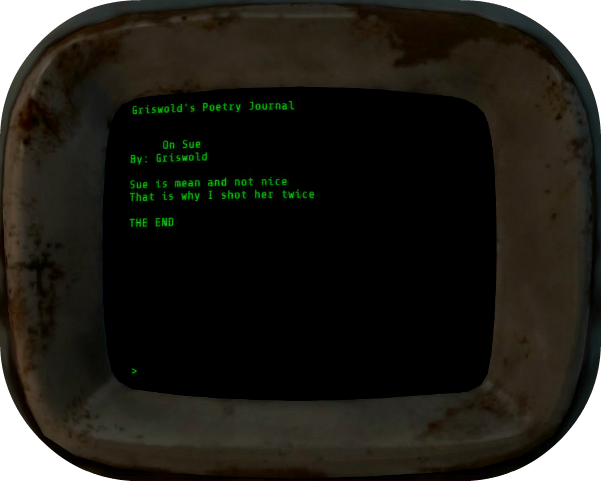 Griswold's Poetry Journal
On Sue
By: Griswold
Sue is mean and not nice
That is why I shot her twice
THE END
>